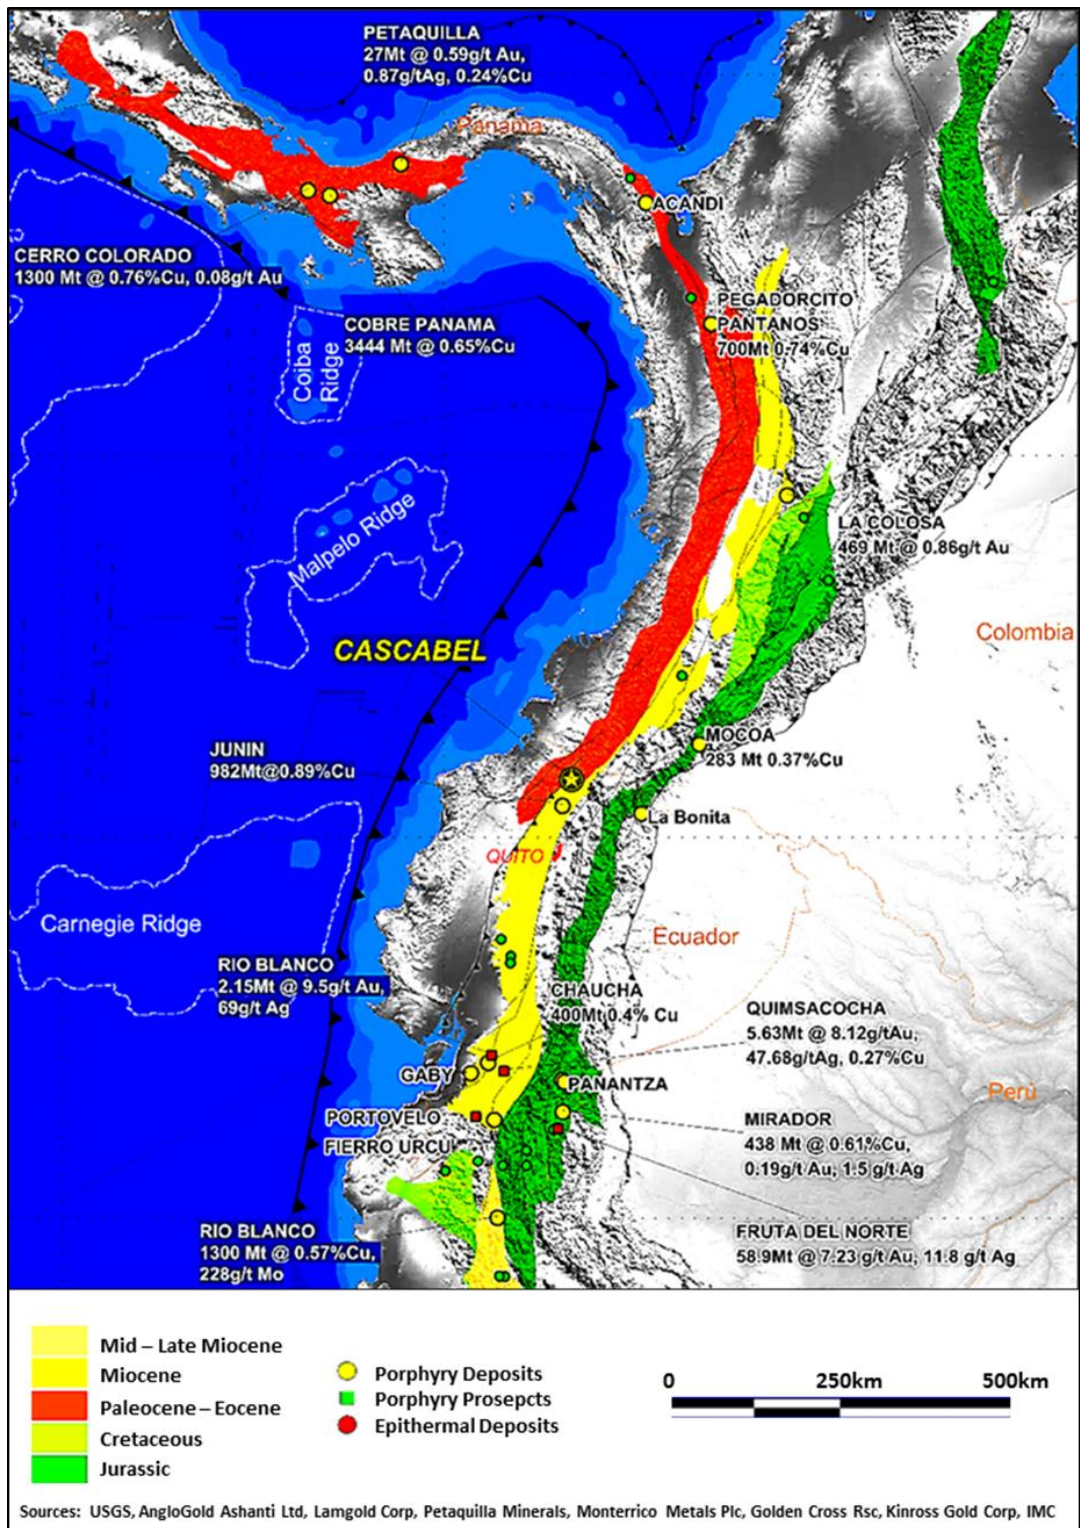 PETAQUILLA
27Mt @ 0.59g/t Au,
0.87g/tAg, 0.24%Cu
Panama
ACANDI
CERRO COLORADO
1300 Mt @ 0.76%Cu, 0.08g/t Au
COBRE PANAMA
3444 Mt @ 0.65%Cu
Coiba
Ridge
PEGADORCITO
PANTANOS
700Mt 0.74%Cu
Malpelo Ridge
LA COLOSA
469 Mt @ 0.86g/t Au
Colombia
CASCABEL
JUNIN
982Mt@0.89%Cu
MOCOA
283 Mt 0.37%Cu
La Bonita
QUITO
Carnegie Ridge
Ecuador
RIO BLANCO
2.15Mt @ 9.5g/t Au,
69g/t Ag
CHAUCHA
400Mt 0.4% Cu
QUIMSACOCHA
5.63Mt @ 8.12g/tAu,
47.68g/tAg, 0.27%Cu
GABY
PANANTZA
Perú
PORTOVELO
FIERRO URCU
MIRADOR
438 Mt @ 0.61%Cu,
0.19g/t Au, 1.5 g/t Ag
RIO BLANCO
1300 Mt @ 0.57%Cu,
228g/t Mo
FRUTA DEL NORTE
58.9Mt @ 7.23 g/t Au, 11.8 g/t Ag
Mid – Late Miocene
Miocene
Paleocene – Eocene
Cretaceous
Jurassic
Porphyry Deposits
Porphyry Prosepcts
Epithermal Deposits
0 250km 500km
Sources: USGS, AngloGold Ashanti Ltd, Lamgold Corp, Petaquilla Minerals, Monterrico Metals Plc, Golden Cross Rsc, Kinross Gold Corp, IMC